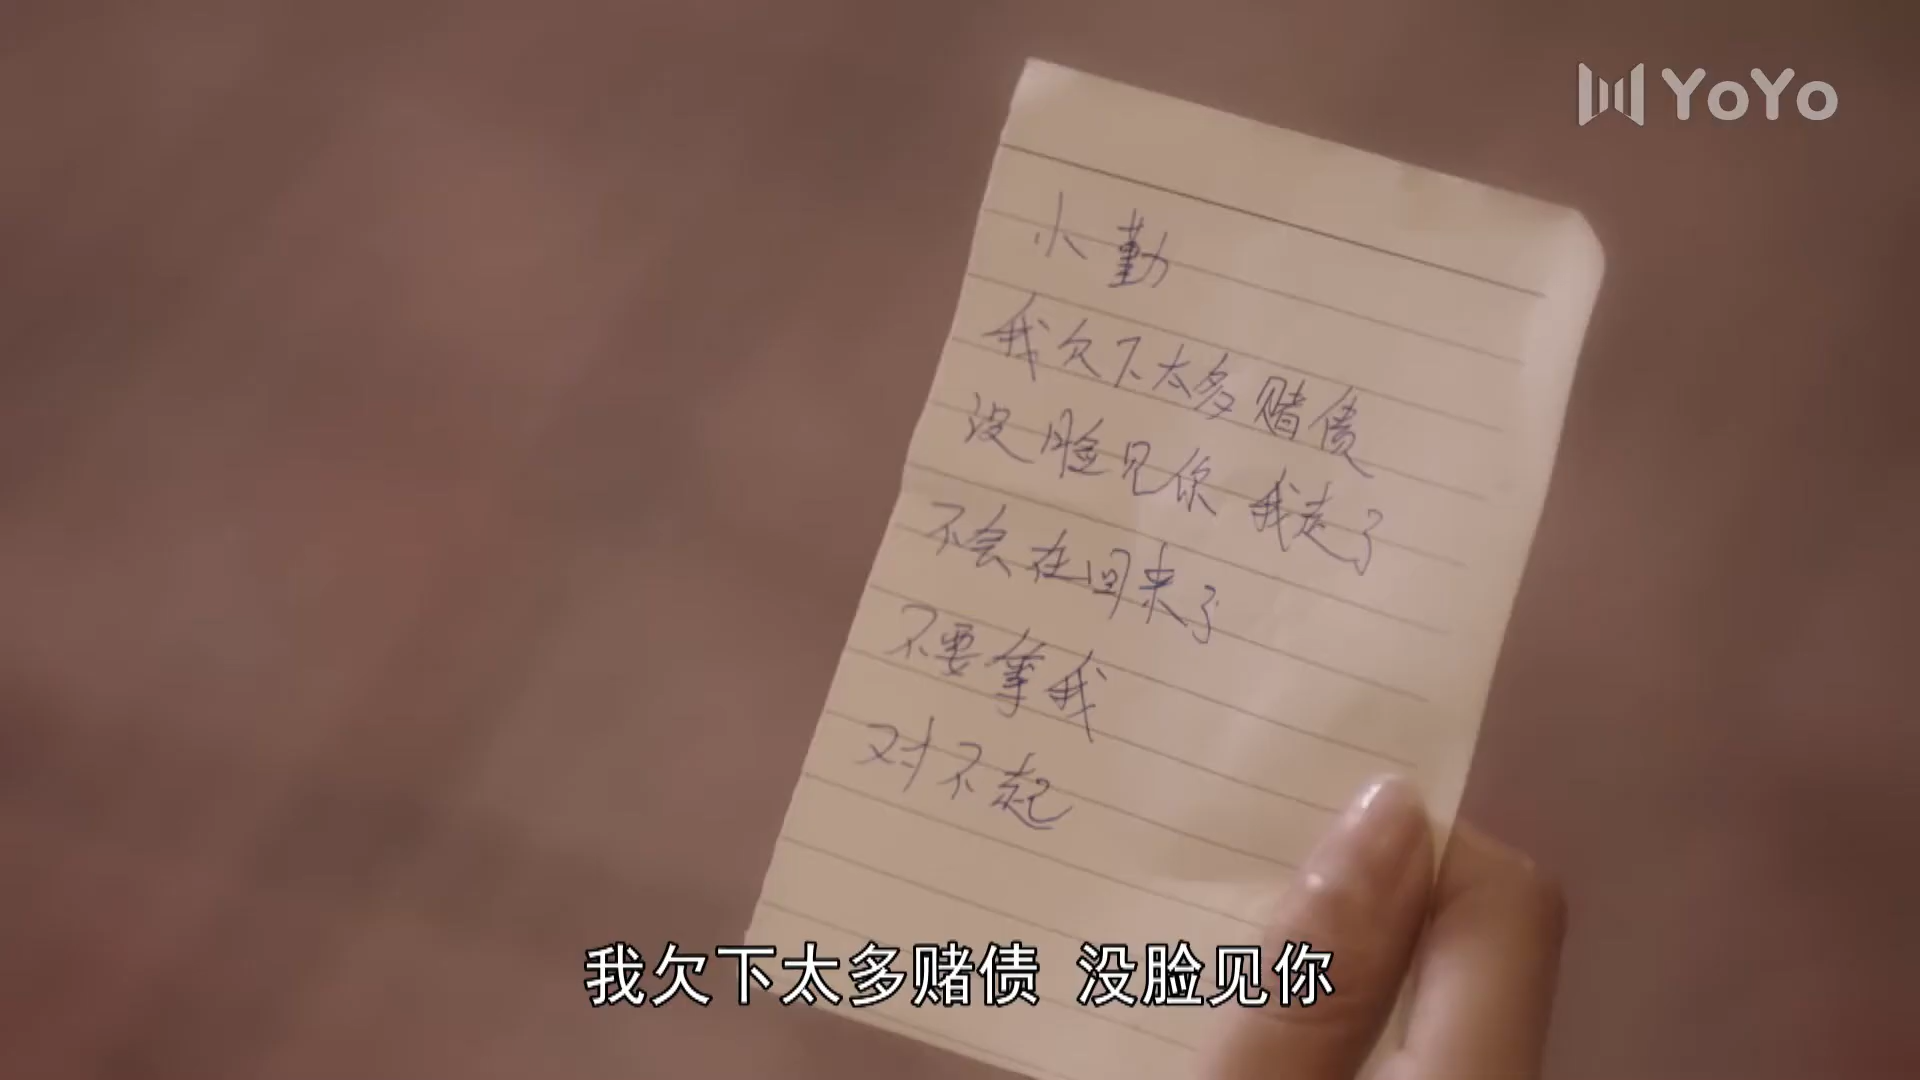 YoYo
小勤
我欠下太多赌债
没脸见你 我走了
不会在回来了
不要拿我
对不起
我欠下太多赌债 没脸见你